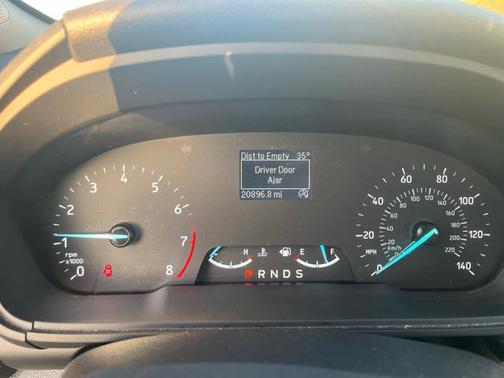 Dist to Empty 35°
Driver Door
Ajar
20896.8 mi
0 1 2 3 4 5 6 7 8
rpm
x1000
H E F
P R N D S
0 20 40 60 80 100 120 140
MPH
km/h
20 40 60 80 100 120 140 160 180 200 220